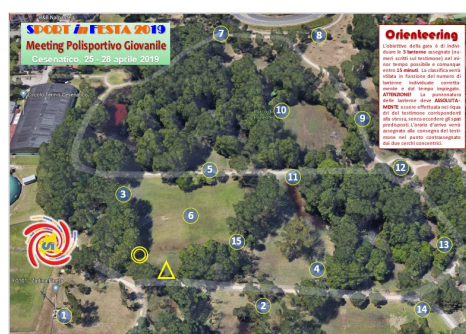 SPORT in FESTA 2019
Meeting Polisportivo Giovanile
Cesenatico, 25 - 28 aprile 2019
Orienteering
L'obiettivo della gara è di indivi-
duare le 5 lanterne assegnate (nu-
meri scritti sul testimone) nel mi-
nor tempo possibile e comunque
entro 15 minuti. La classifica verrà
stilata in funzione del numero di
lanterne individuate corretta-
mente e dal tempo impiegato.
ATTENZIONE! La punzonatura
delle lanterne deve ASSOLUTA-
MENTE essere effettuata nei riqua
dri del testimone corrispondenti
alla stessa, senza eccedere gli spazi
predisposti. L'orario d'arrivo verrà
assegnato alla consegna del testi-
mone nel punto contrassegnato
dai due cerchi concentrici.
7
8
10
9
5
11
12
3
6
15
13
4
2
1
14